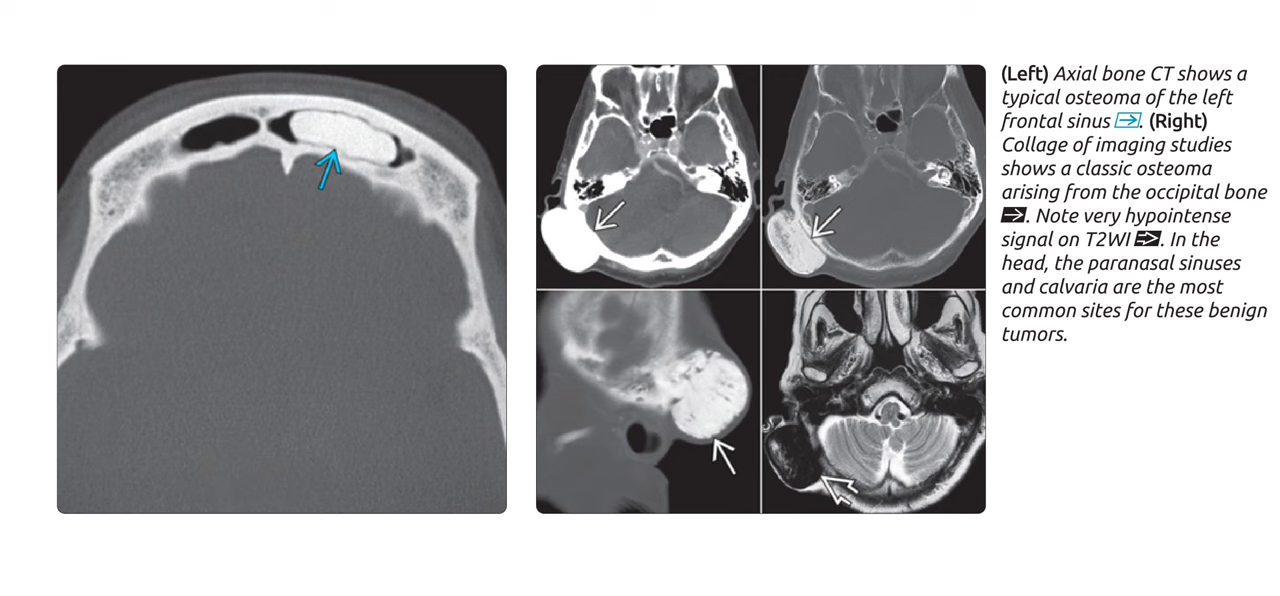 (Left) Axial bone CT shows a
typical osteoma of the left
frontal sinus. (Right)
Collage of imaging studies
shows a classic osteoma
arising from the occipital bone
. Note very hypointense
signal on T2WI. In the
head, the paranasal sinuses
and calvaria are the most
common sites for these benign
tumors.